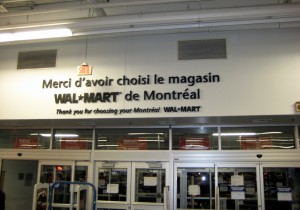 Merci d'avoir choisi le magasin
WAL★MART de Montréal
Thank you for choosing your Montréal WAL★MART